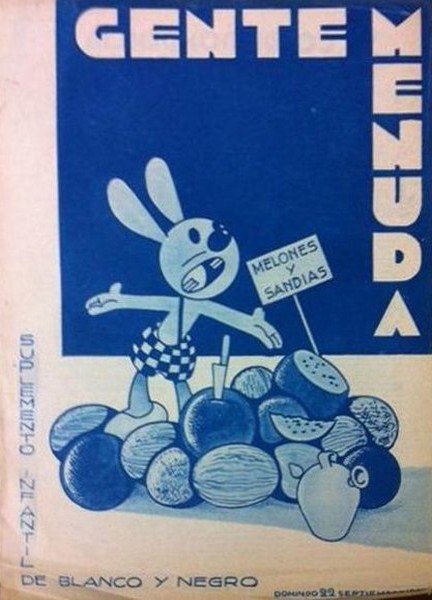 GENTE
MENUDA
MELONES
Y
SANDIAS
SUPLEMENTO INFANTIL
DE BLANCO Y NEGRO
DOMINGO 22 SEPTIEMBRE